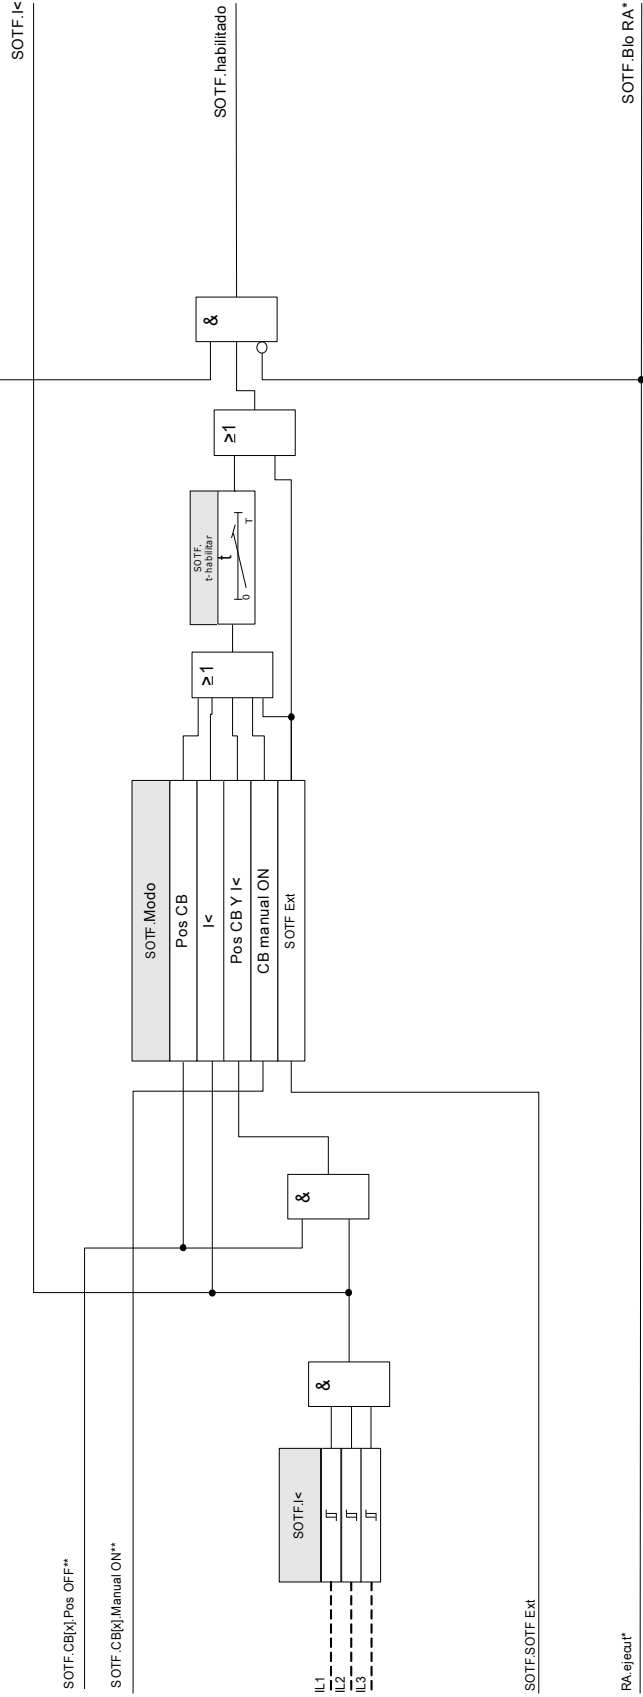 SOTF.CB[x].Pos OFF**
SOTF.CB[x].Manual ON**
IL1
IL2
IL3
SOTF.I<
&
&
SOTF.SOTF Ext
RA.ejecut*
SOTF.Modo
Pos CB
I<
Pos CB Y I<
CB manual ON
SOTF Ext
≥1
SOTF.
t-habilitar
t
0
T
≥1
&
SOTF.I<
SOTF.habilitado
SOTF.Blo RA*